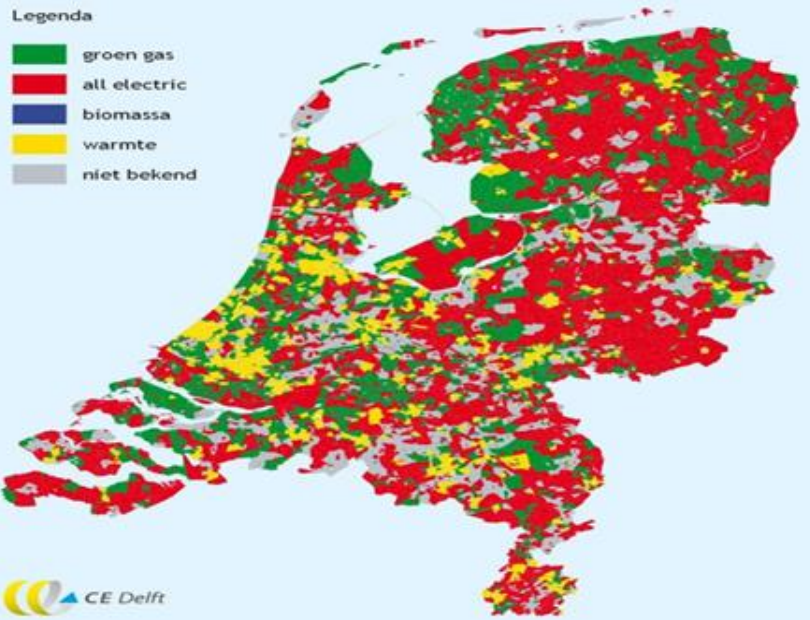 Legenda
groen gas
all electric
biomassa
warmte
niet bekend
CE Delft